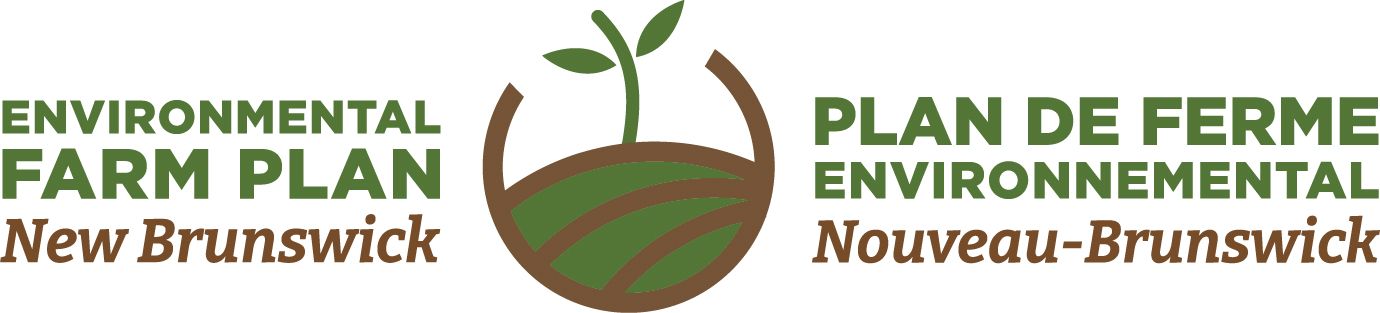 ENVIRONMENTAL
FARM PLAN
New Brunswick
PLAN DE FERME
ENVIRONNEMENTAL
Nouveau-Brunswick